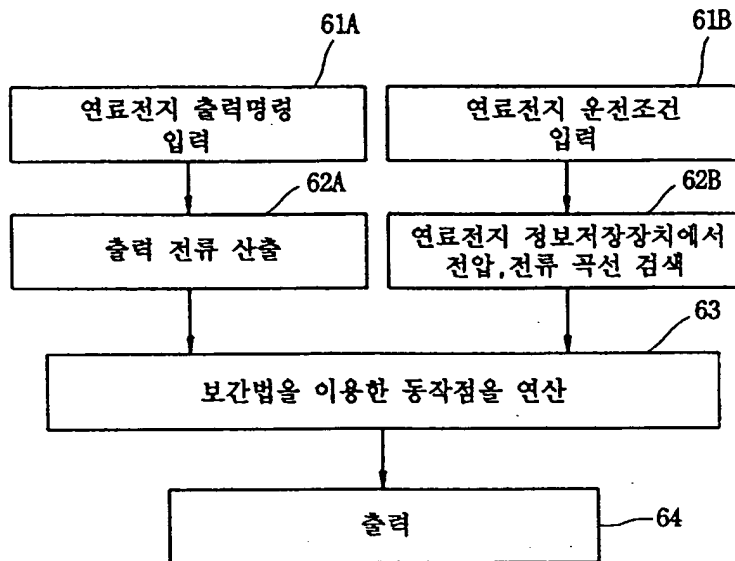 61A
61B
연료전지 출력명령
입력
연료전지 운전조건
입력
62A
62B
출력 전류 산출
연료전지 정보저장장치에서
전압,전류 곡선 검색
63
보간법을 이용한 동작점을 연산
출력
64